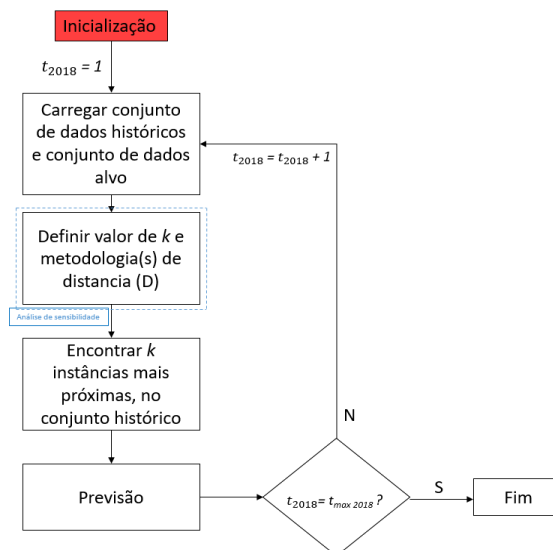 Inicialização
t2018 = 1
Carregar conjunto
de dados históricos
e conjunto de dados
alvo
t2018 = t2018 + 1
Definir valor de k e
metodologia(s) de
distancia (D)
Análise de sensibilidade
Encontrar k
instâncias mais
próximas, no
conjunto histórico
N
Previsão
t2018= tmax 2018 ?
S
Fim